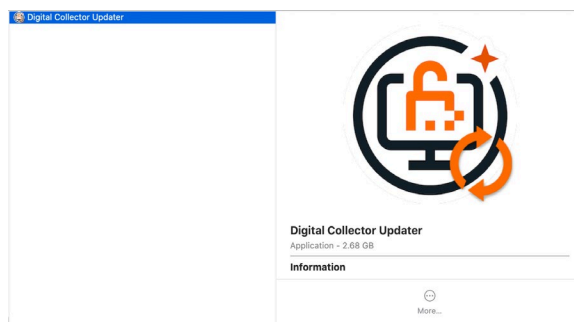 Digital Collector Updater
Digital Collector Updater
Application - 2.68 GB
Information
More...